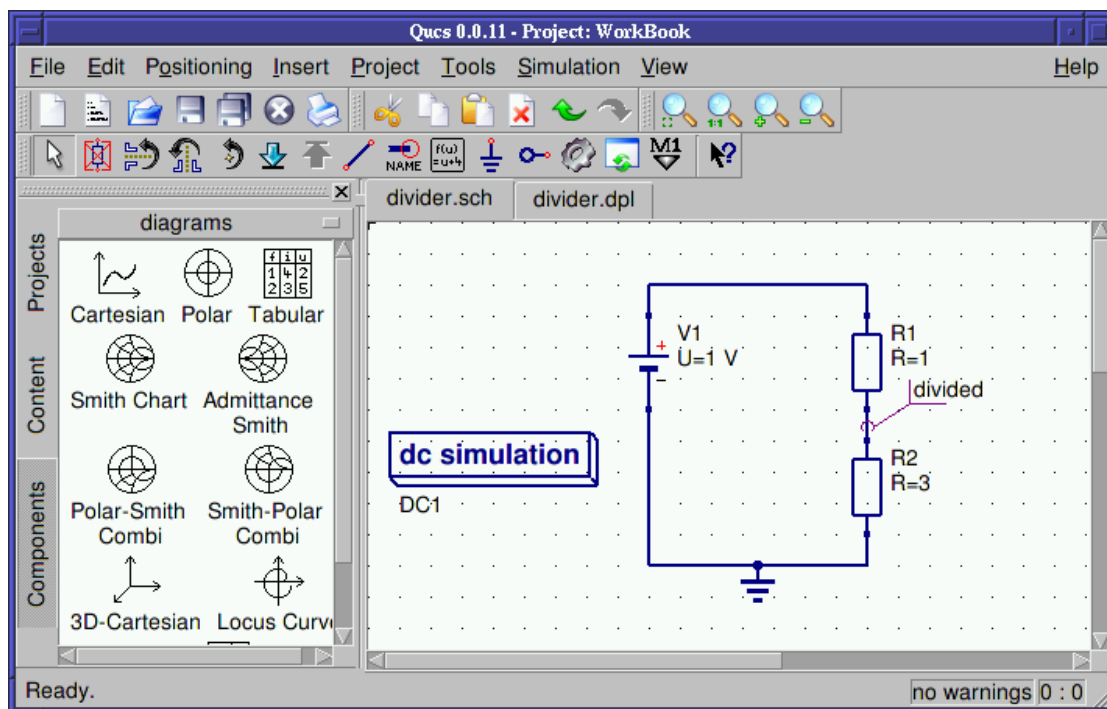 Qucs 0.0.11 - Project: WorkBook
File Edit Positioning Insert Project Tools Simulation View Help
1:1
NAME
f(u)
=u+4
M1
divider.sch divider.dpl
Projects
Content
Components
diagrams
f i u
1 4 2
2 3 5
Cartesian Polar Tabular
Smith Chart Admittance
Smith
Polar-Smith Smith-Polar
Combi Combi
3D-Cartesian Locus Curv
V1
+
U=1 V
−
R1
R=1
divided
R2
R=3
dc simulation
DC1
Ready. no warnings 0 : 0